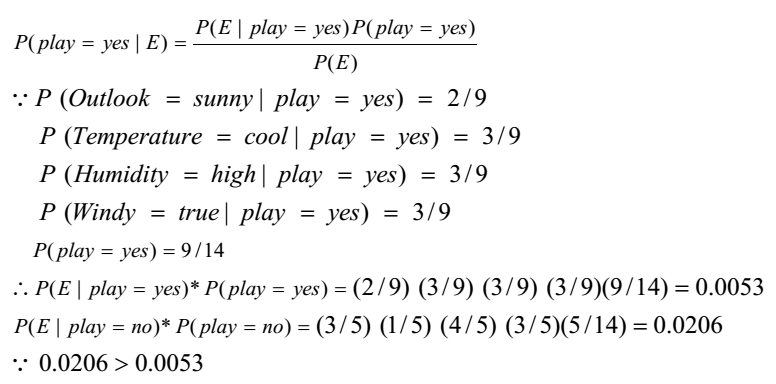 P(play = yes | E) = P(E | play = yes)P(play = yes) / P(E)
∵ P (Outlook = sunny | play = yes) = 2/9
P (Temperature = cool | play = yes) = 3/9
P (Humidity = high | play = yes) = 3/9
P (Windy = true | play = yes) = 3/9
P(play = yes) = 9/14
∴ P(E | play = yes)* P(play = yes) = (2/9) (3/9) (3/9) (3/9)(9/14) = 0.0053
P(E | play = no)* P(play = no) = (3/5) (1/5) (4/5) (3/5)(5/14) = 0.0206
∵ 0.0206 > 0.0053